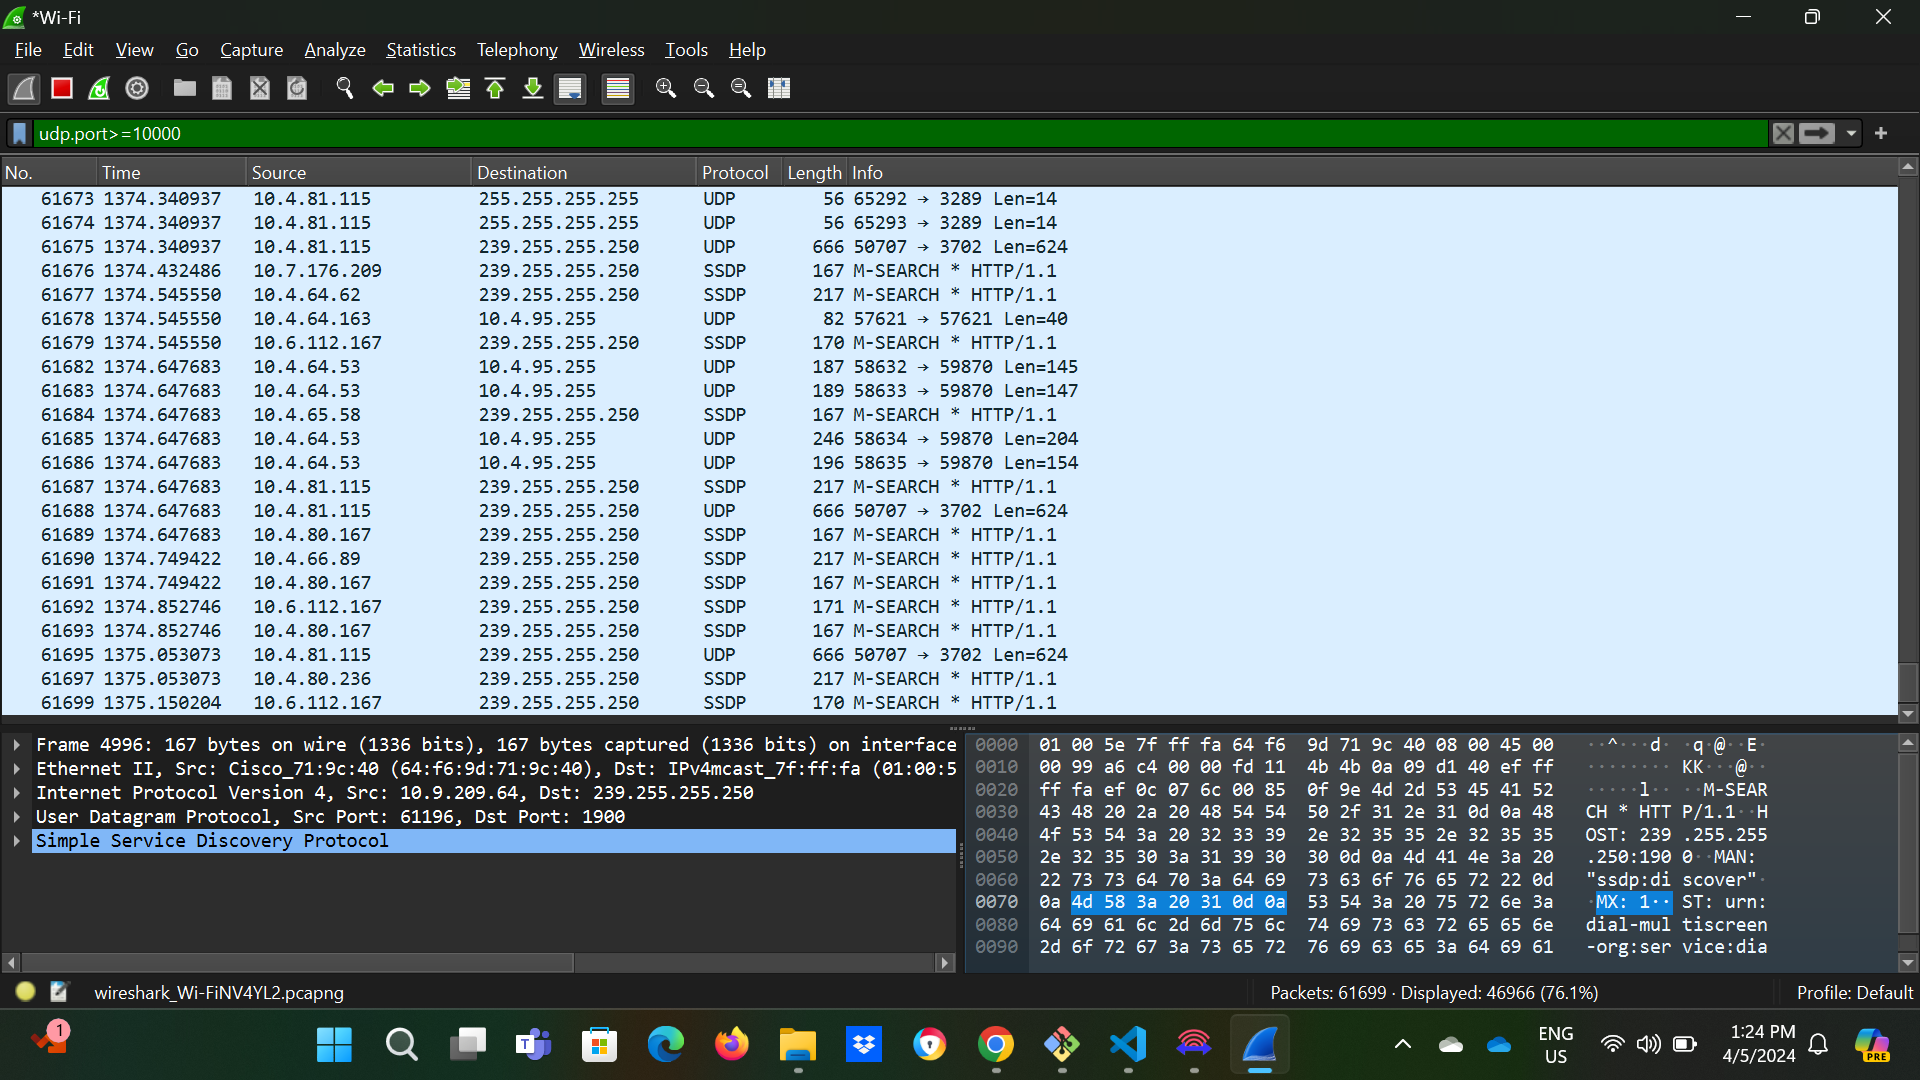 *Wi-Fi
File Edit View Go Capture Analyze Statistics Telephony Wireless Tools Help
udp.port>=10000
No. Time Source Destination Protocol Length Info
61673 1374.340937 10.4.81.115 255.255.255.255 UDP 56 65292 → 3289 Len=14
61674 1374.340937 10.4.81.115 255.255.255.255 UDP 56 65293 → 3289 Len=14
61675 1374.340937 10.4.81.115 239.255.255.250 UDP 666 50707 → 3702 Len=624
61676 1374.432486 10.7.176.209 239.255.255.250 SSDP 167 M-SEARCH * HTTP/1.1
61677 1374.545550 10.4.64.62 239.255.255.250 SSDP 217 M-SEARCH * HTTP/1.1
61678 1374.545550 10.4.64.163 10.4.95.255 UDP 82 57621 → 57621 Len=40
61679 1374.545550 10.6.112.167 239.255.255.250 SSDP 170 M-SEARCH * HTTP/1.1
61682 1374.647683 10.4.64.53 10.4.95.255 UDP 187 58632 → 59870 Len=145
61683 1374.647683 10.4.64.53 10.4.95.255 UDP 189 58633 → 59870 Len=147
61684 1374.647683 10.4.65.58 239.255.255.250 SSDP 167 M-SEARCH * HTTP/1.1
61685 1374.647683 10.4.64.53 10.4.95.255 UDP 246 58634 → 59870 Len=204
61686 1374.647683 10.4.64.53 10.4.95.255 UDP 196 58635 → 59870 Len=154
61687 1374.647683 10.4.81.115 239.255.255.250 SSDP 217 M-SEARCH * HTTP/1.1
61688 1374.647683 10.4.81.115 239.255.255.250 UDP 666 50707 → 3702 Len=624
61689 1374.647683 10.4.80.167 239.255.255.250 SSDP 167 M-SEARCH * HTTP/1.1
61690 1374.749422 10.4.66.89 239.255.255.250 SSDP 217 M-SEARCH * HTTP/1.1
61691 1374.749422 10.4.80.167 239.255.255.250 SSDP 167 M-SEARCH * HTTP/1.1
61692 1374.852746 10.6.112.167 239.255.255.250 SSDP 171 M-SEARCH * HTTP/1.1
61693 1374.852746 10.4.80.167 239.255.255.250 SSDP 167 M-SEARCH * HTTP/1.1
61695 1375.053073 10.4.81.115 239.255.255.250 UDP 666 50707 → 3702 Len=624
61697 1375.053073 10.4.80.236 239.255.255.250 SSDP 217 M-SEARCH * HTTP/1.1
61699 1375.150204 10.6.112.167 239.255.255.250 SSDP 170 M-SEARCH * HTTP/1.1
Frame 4996: 167 bytes on wire (1336 bits), 167 bytes captured (1336 bits) on interface
Ethernet II, Src: Cisco_71:9c:40 (64:f6:9d:71:9c:40), Dst: IPv4mcast_7f:ff:fa (01:00:5
Internet Protocol Version 4, Src: 10.9.209.64, Dst: 239.255.255.250
User Datagram Protocol, Src Port: 61196, Dst Port: 1900
Simple Service Discovery Protocol
0000 01 00 5e 7f ff fa 64 f6 9d 71 9c 40 08 00 45 00 ··^···d· ·q·@··E·
0010 00 99 a6 c4 00 00 fd 11 4b 4b 0a 09 d1 40 ef ff ········ KK···@··
0020 ff fa ef 0c 07 6c 00 85 0f 9e 4d 2d 53 45 41 52 ·····l·· ··M-SEAR
0030 43 48 20 2a 20 48 54 54 50 2f 31 2e 31 0d 0a 48 CH * HTT P/1.1··H
0040 4f 53 54 3a 20 32 33 39 2e 32 35 35 2e 32 35 35 OST: 239 .255.255
0050 2e 32 35 30 3a 31 39 30 30 0d 0a 4d 41 4e 3a 20 .250:190 0··MAN:
0060 22 73 73 64 70 3a 64 69 73 63 6f 76 65 72 22 0d "ssdp:di scover"·
0070 0a 4d 58 3a 20 31 0d 0a 53 54 3a 20 75 72 6e 3a ·MX: 1·· ST: urn:
0080 64 69 61 6c 2d 6d 75 6c 74 69 73 63 72 65 65 6e dial-mul tiscreen
0090 2d 6f 72 67 3a 73 65 72 76 69 63 65 3a 64 69 61 -org:ser vice:dia
wireshark_Wi-FiNV4YL2.pcapng Packets: 61699 · Displayed: 46966 (76.1%) Profile: Default
1
ENG
US
1:24 PM
4/5/2024
PRE